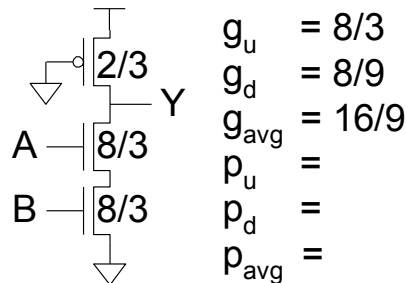 2/3
Y
A
8/3
B
8/3
g_u = 8/3
g_d = 8/9
g_avg = 16/9
p_u =
p_d =
p_avg =